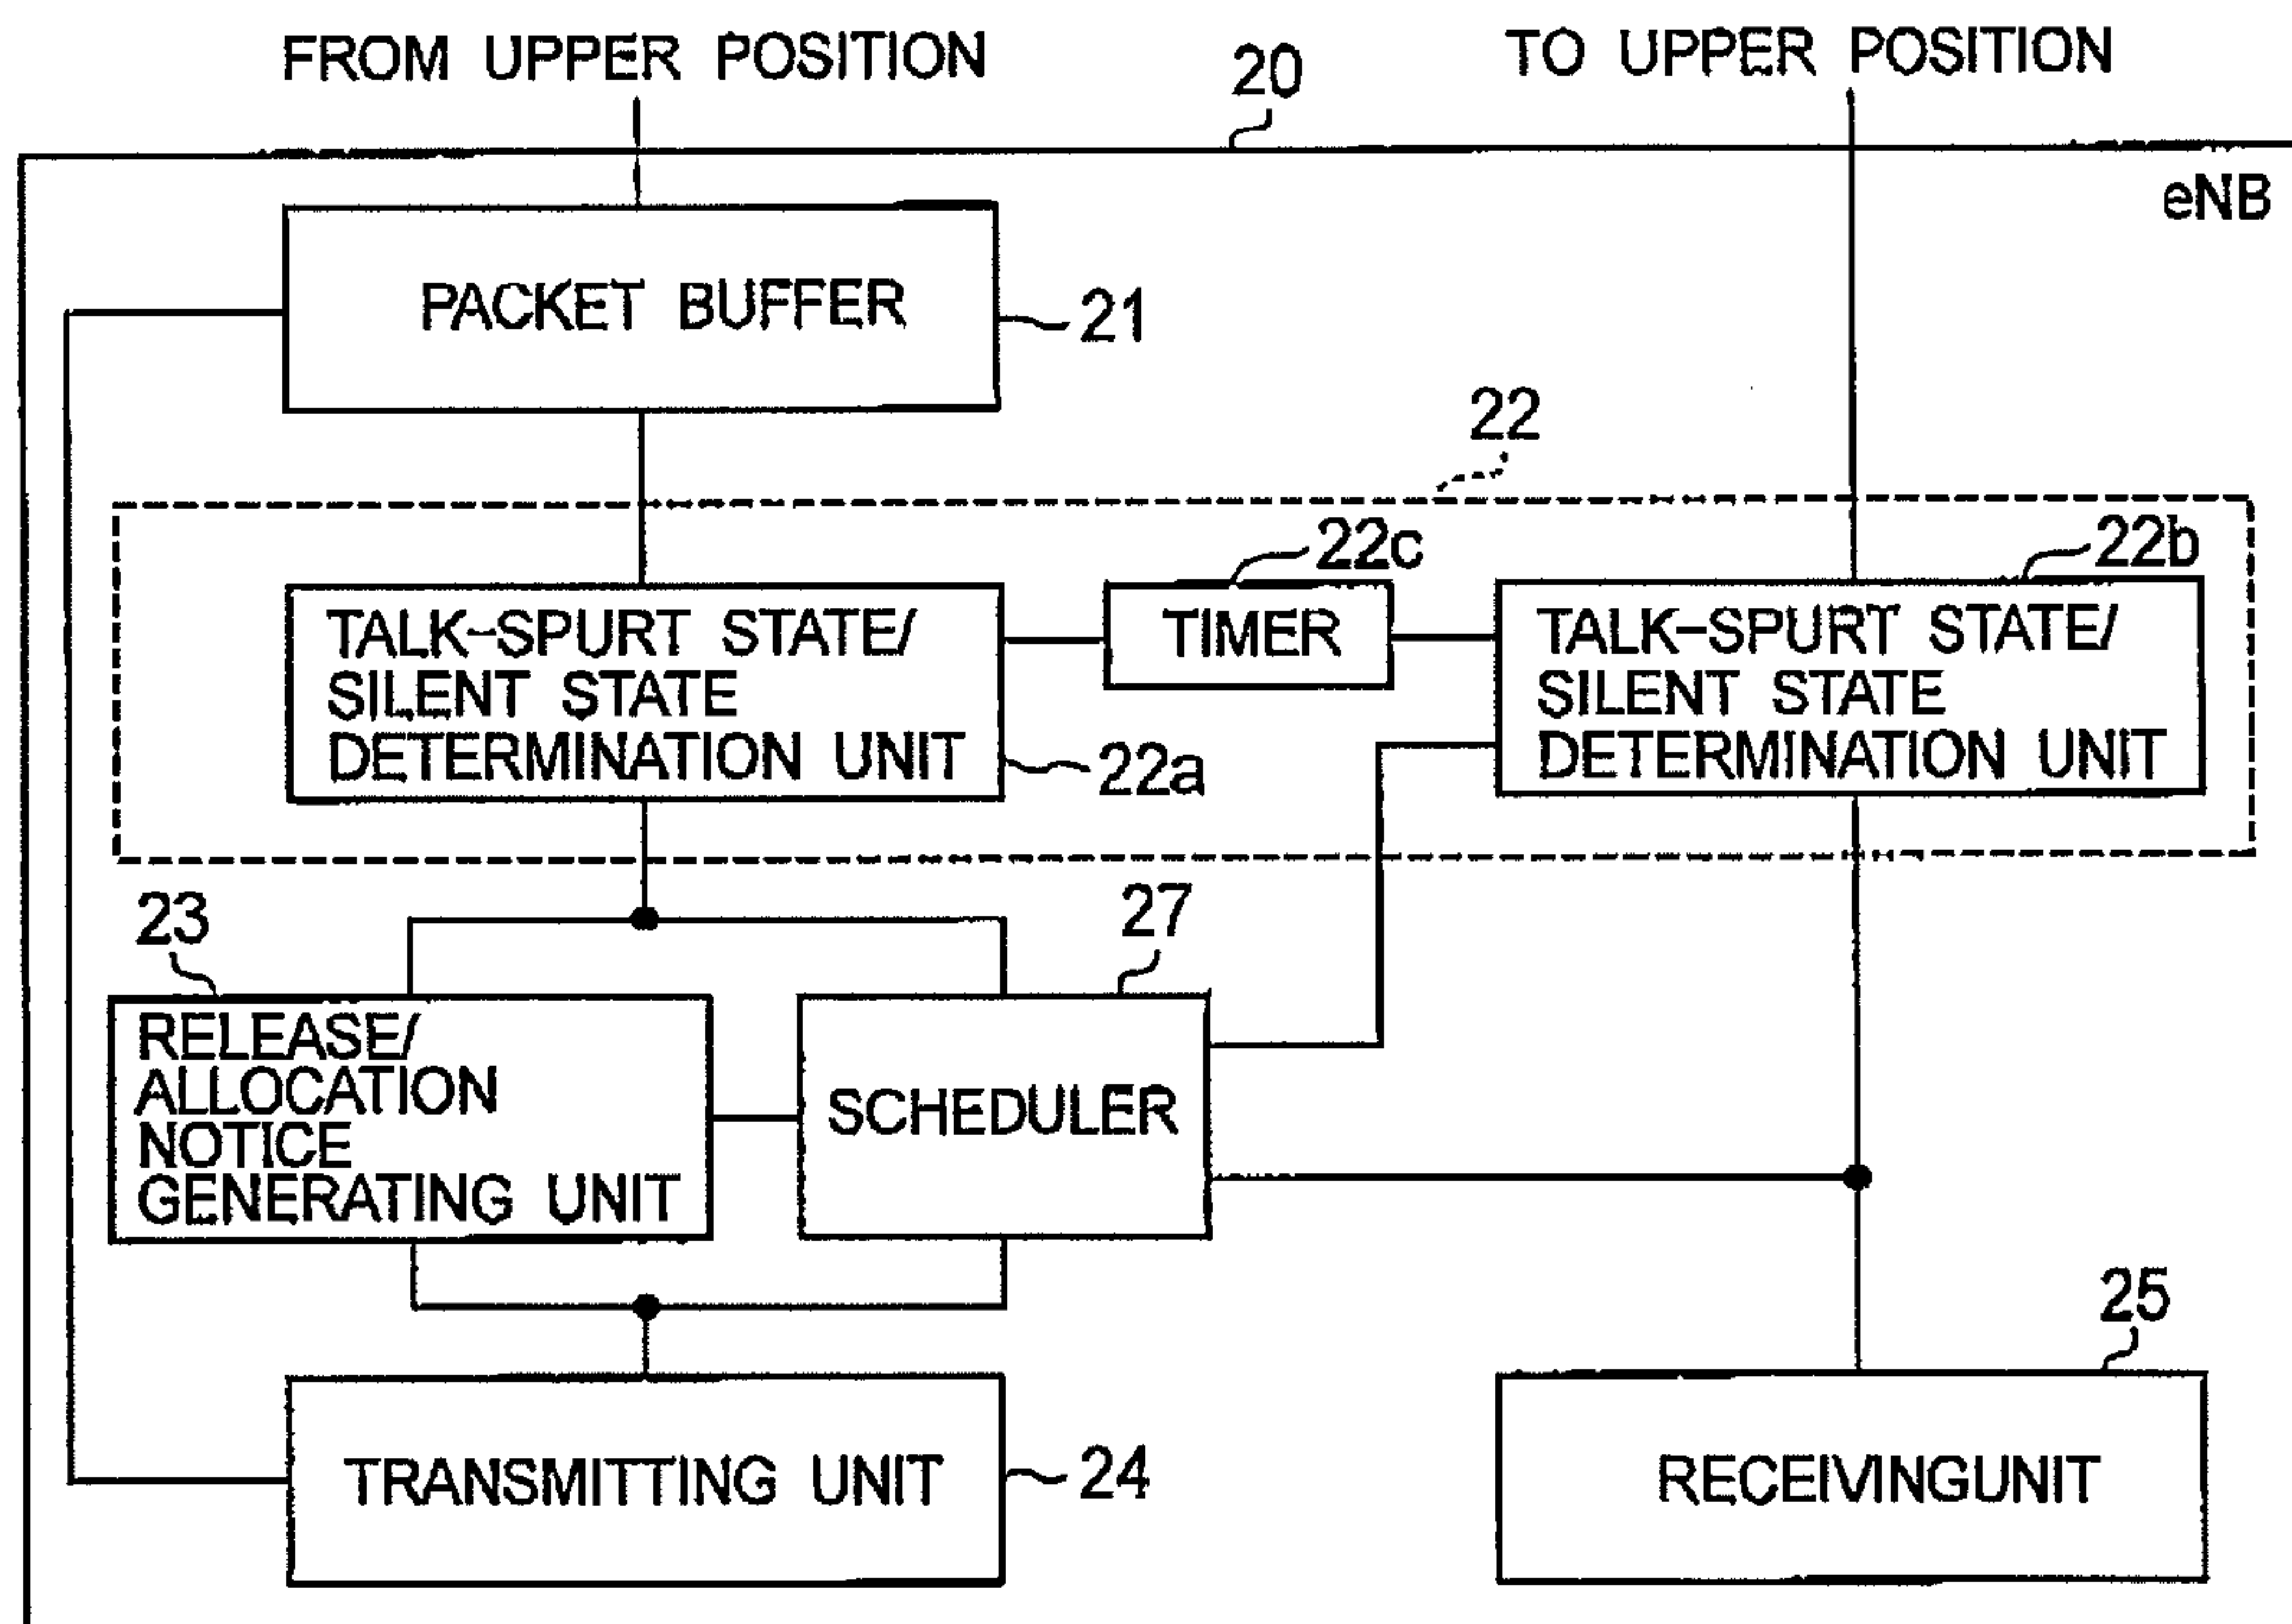 FROM UPPER POSITION
TO UPPER POSITION
20
eNB
PACKET BUFFER
21
22
22c
22b
TALK-SPURT STATE/
SILENT STATE
DETERMINATION UNIT
TIMER
TALK-SPURT STATE/
SILENT STATE
DETERMINATION UNIT
22a
23
27
RELEASE/
ALLOCATION
NOTICE
GENERATING UNIT
SCHEDULER
25
TRANSMITTING UNIT
24
RECEIVINGUNIT